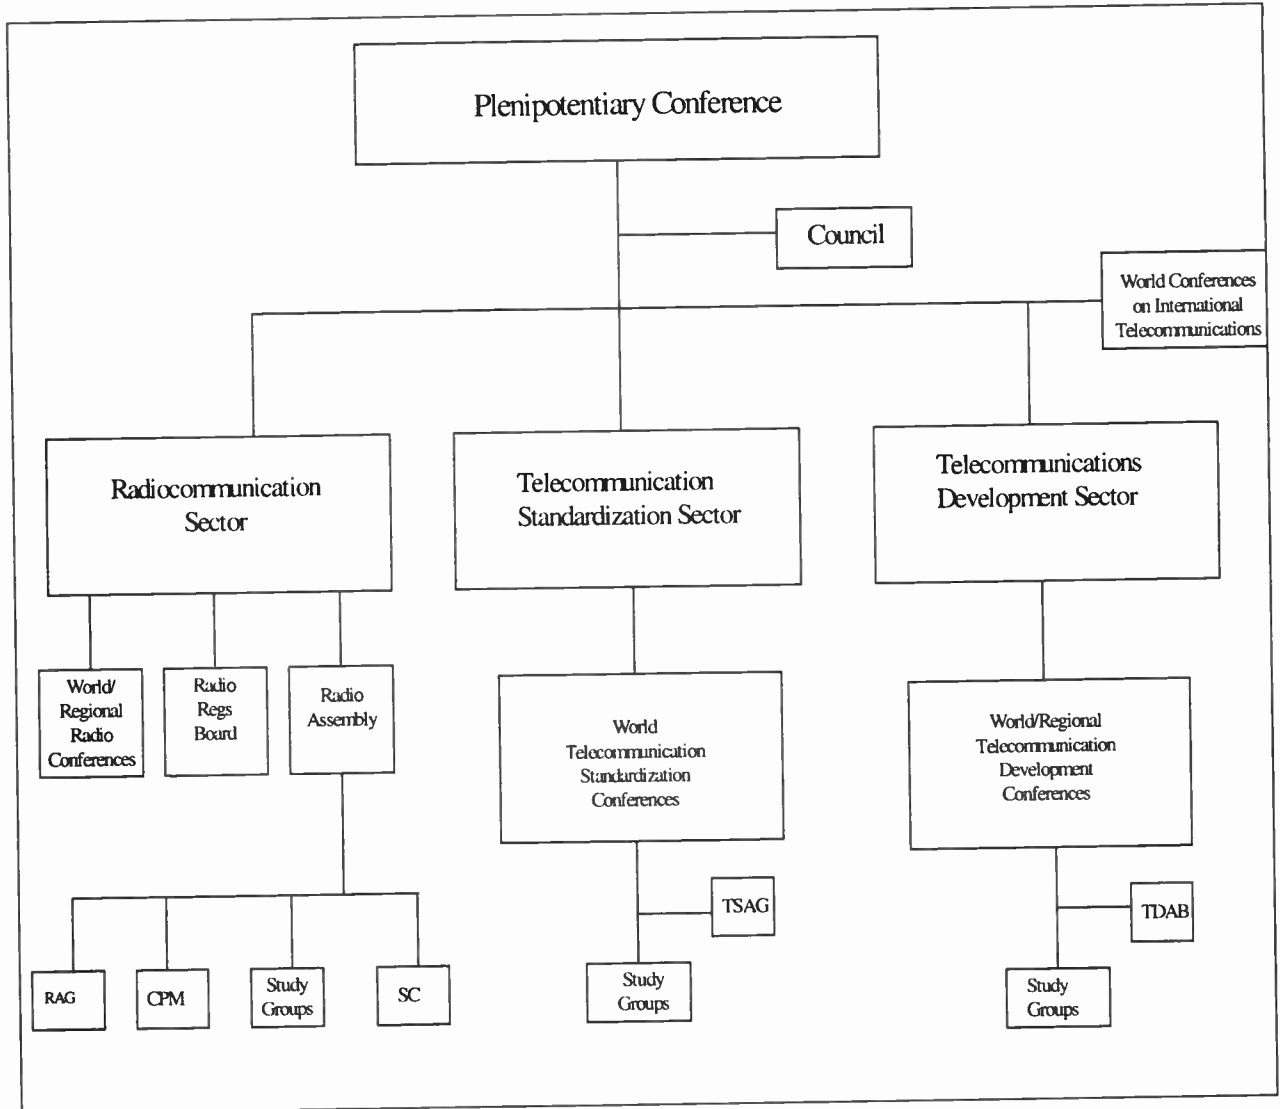 Plenipotentiary Conference
Council
World Conferences
on International
Telecommunications
Radiocommunication
Sector
Telecommunication
Standardization Sector
Telecommunications
Development Sector
World/
Regional
Radio
Conferences
Radio
Regs
Board
Radio
Assembly
World
Telecommunication
Standardization
Conferences
World/Regional
Telecommunication
Development
Conferences
TSAG
TDAB
RAG
CPM
Study
Groups
SC
Study
Groups
Study
Groups